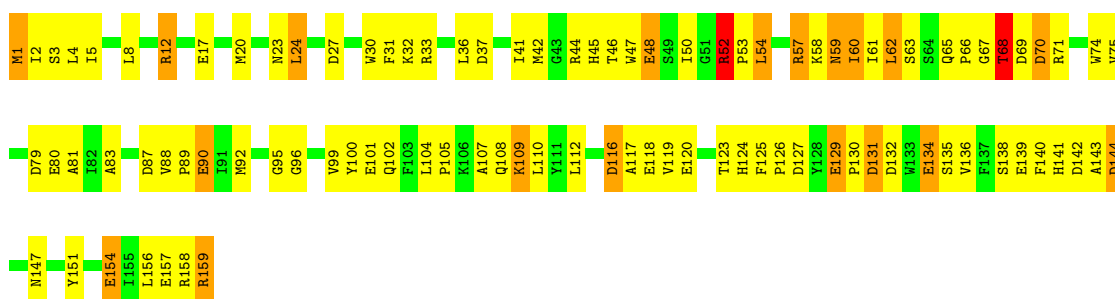 M1 I2 S3 L4 I5 L8 R12 E17 M20 N23 L24 D27 W30 F31 K32 R33 L36 D37 I41 M42 G43 R44 H45 T46 W47 E48 S49 I50 G51 R52 P53 L54 R57 K58 N59 I60 I61 L62 S63 S64 Q65 P66 G67 T68 D69 D70 R71 W74 V75
D79 E80 A81 I82 A83 D87 V88 P89 E90 I91 M92 G95 G96 V99 Y100 E101 Q102 F103 L104 P105 K106 A107 Q108 K109 L110 Y111 L112 D116 A117 E118 V119 E120 T123 H124 F125 P126 D127 Y128 E129 P130 D131 D132 W133 E134 S135 V136 F137 S138 E139 F140 H141 D142 A143 D144
N147 Y151 E154 I155 L156 E157 R158 R159